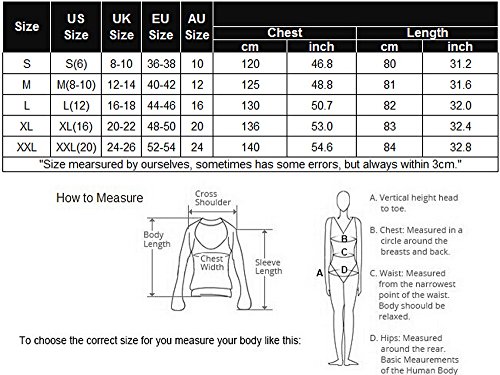 Size US Size UK Size EU Size AU Size Chest Length
cm inch cm inch
S S(6) 8-10 36-38 10 120 46.8 80 31.2
M M(8-10) 12-14 40-42 12 125 48.8 81 31.6
L L(12) 16-18 44-46 16 130 50.7 82 32.0
XL XL(16) 20-22 48-50 20 136 53.0 83 32.4
XXL XXL(20) 24-26 52-54 24 140 54.6 84 32.8
"Size mearsured by ourselves, sometimes has some errors, but always within 3cm."
How to Measure
Cross
Shoulder
Body
Length
Chest
Width
Sleeve
Length
To choose the correct size for you measure your body like this:
A
B
C
D
A. Vertical height head
to toe.
B. Chest: Measured in a
circle around the
breasts and back.
C. Waist: Measured
from the narrowest
point of the waist.
Body shoould be
relaxed.
D. Hips: Measured
around the rear.
Basic Meaurements
of the Human Body